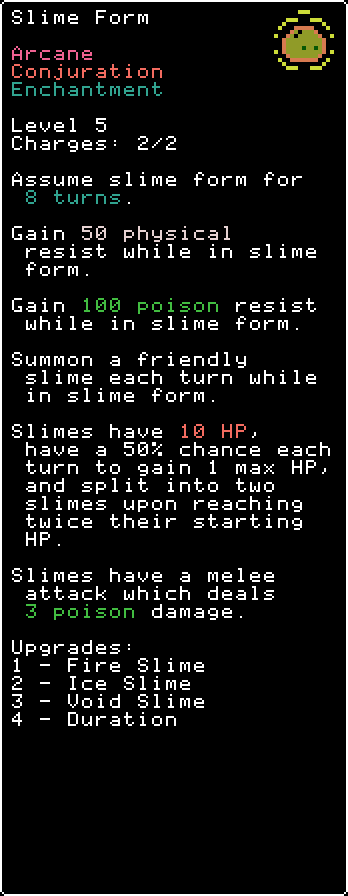 Slime Form
Arcane
Conjuration
Enchantment
Level 5
Charges: 2/2
Assume slime form for
8 turns.
Gain 50 physical
resist while in slime
form.
Gain 100 poison resist
while in slime form.
Summon a friendly
slime each turn while
in slime form.
Slimes have 10 HP,
have a 50% chance each
turn to gain 1 max HP,
and split into two
slimes upon reaching
twice their starting
HP.
Slimes have a melee
attack which deals
3 poison damage.
Upgrades:
1 - Fire Slime
2 - Ice Slime
3 - Void Slime
4 - Duration